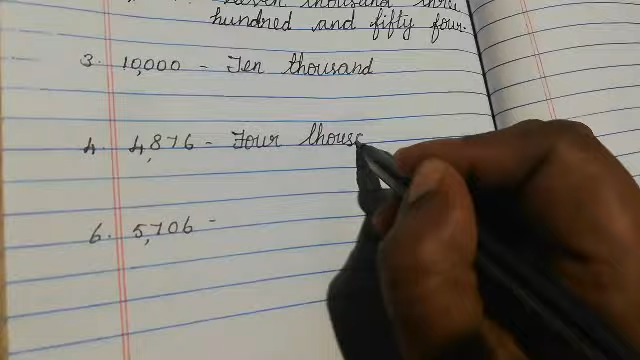 hundred and fifty four.
3. 10,000 - Ten thousand
4. 4,876 - Four thous
6. 5,706 -